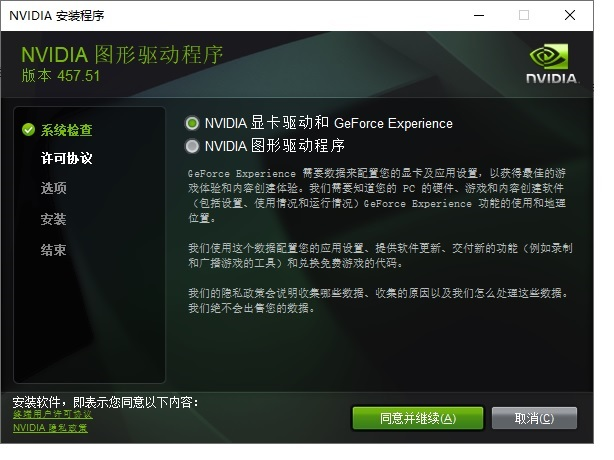 NVIDIA 安装程序
NVIDIA 图形驱动程序
版本 457.51
NVIDIA
系统检查
许可协议
选项
安装
结束
NVIDIA 显卡驱动和 GeForce Experience
NVIDIA 图形驱动程序
GeForce Experience 需要数据来配置您的显卡及应用设置，以获得最佳的游
戏体验和内容创建体验。我们需要知道您的 PC 的硬件、游戏和内容创建软件
（包括设置、使用情况和运行情况）GeForce Experience 功能的使用和地理
位置。
我们使用这个数据配置您的应用设置、提供软件更新、交付新的功能（例如录制
和广播游戏的工具）和兑换免费游戏的代码。
我们的隐私政策会说明收集哪些数据、收集的原因以及我们怎么处理这些数据。
我们绝不会出售您的数据。
安装软件，即表示您同意以下内容：
终端用户许可协议
NVIDIA 隐私政策
同意并继续(A)
取消(C)